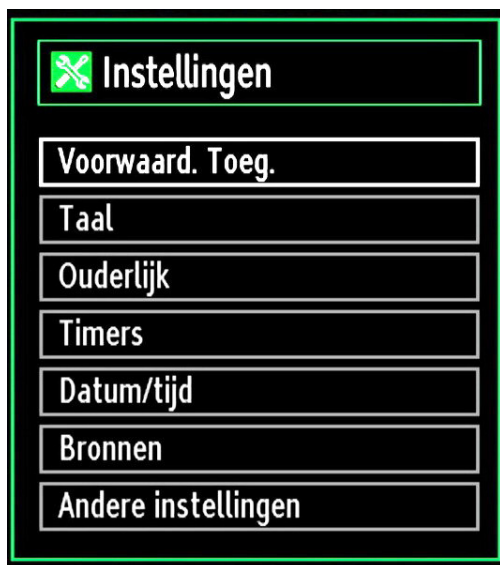 Instellingen
Voorwaard. Toeg.
Taal
Ouderlijk
Timers
Datum/tijd
Bronnen
Andere instellingen